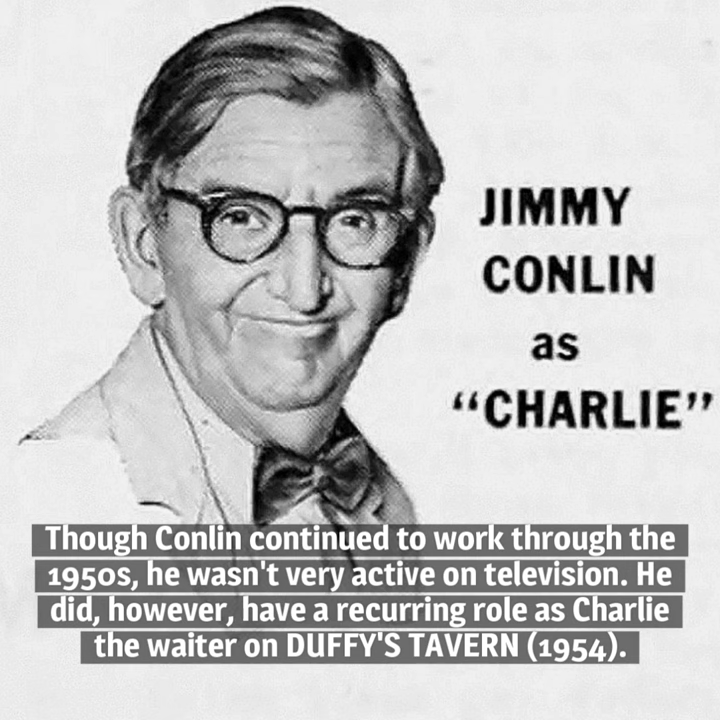 JIMMY
CONLIN
as
“CHARLIE”
Though Conlin continued to work through the
1950s, he wasn't very active on television. He
did, however, have a recurring role as Charlie
the waiter on DUFFY'S TAVERN (1954).